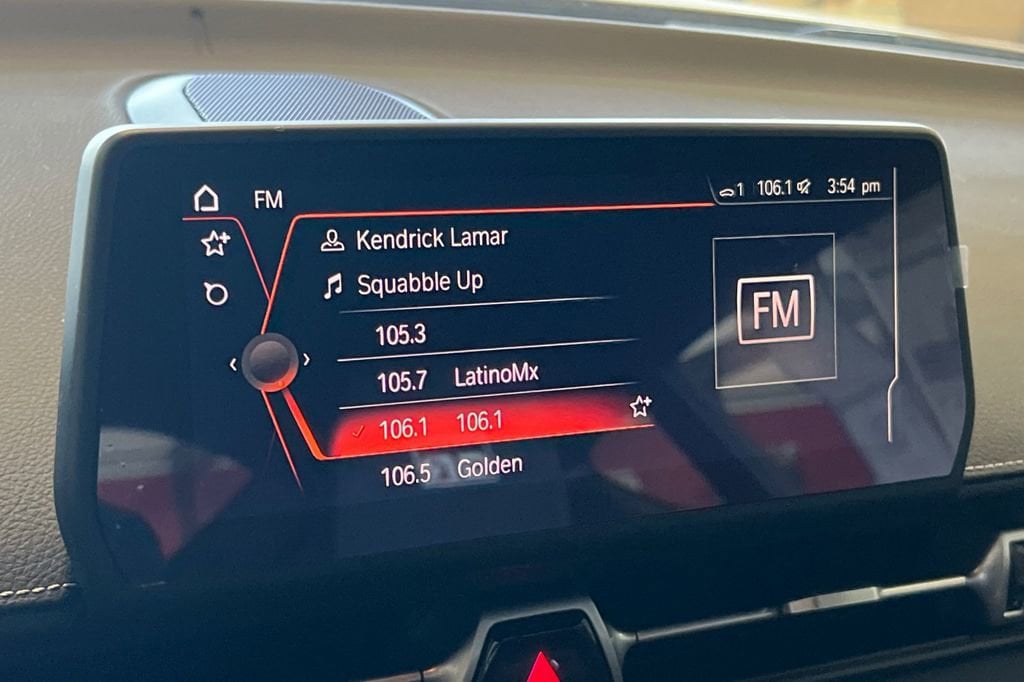 FM
1 106.1 3:54 pm
Kendrick Lamar
Squabble Up
FM
105.3
105.7 LatinoMx
106.1 106.1
106.5 Golden